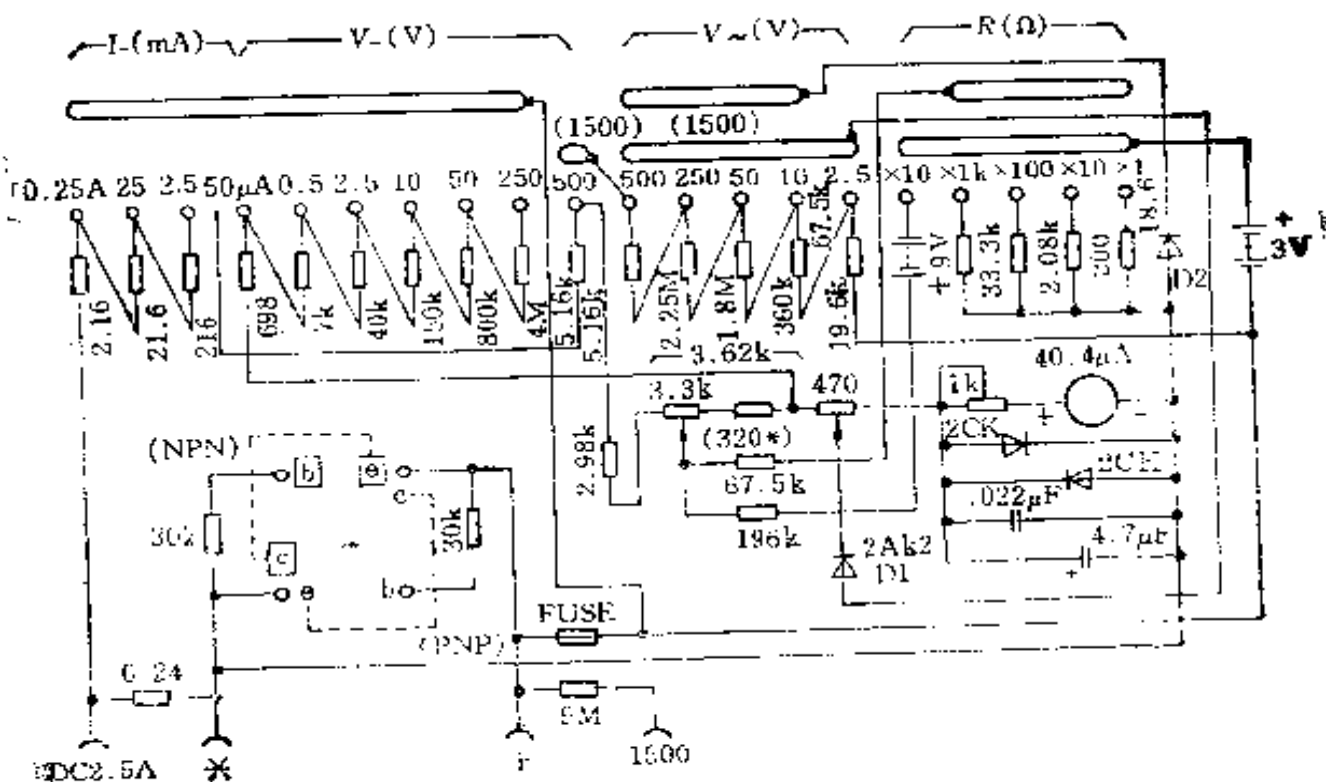 I-(mA)
V-(V)
V~(V)
R(Ω)
(1500)
(1500)
0.25A 25 2.5 50μA 0.5 2.5 10 50 250 500 500 250 50 10 2.5 ×10 ×1k ×100 ×10 ×1
67.5k
18.6
+
3V
+9V
33.3k
2.08k
300
D2
2.16
21.6
216
698
7k
40k
150k
800k
4M
5.16k
5.16k
2.25M
1.8M
360k
19.6k
3.62k
40.4μA
3.3k
470
1k
+
-
(320*)
2CK
2CK
2.98k
67.5k
.022μF
196k
4.7μF
+
2Ak2
D1
(NPN)
b
e
c
302
30k
c
e
b
(PNP)
FUSE
0.24
9M
DC2.5A
1500